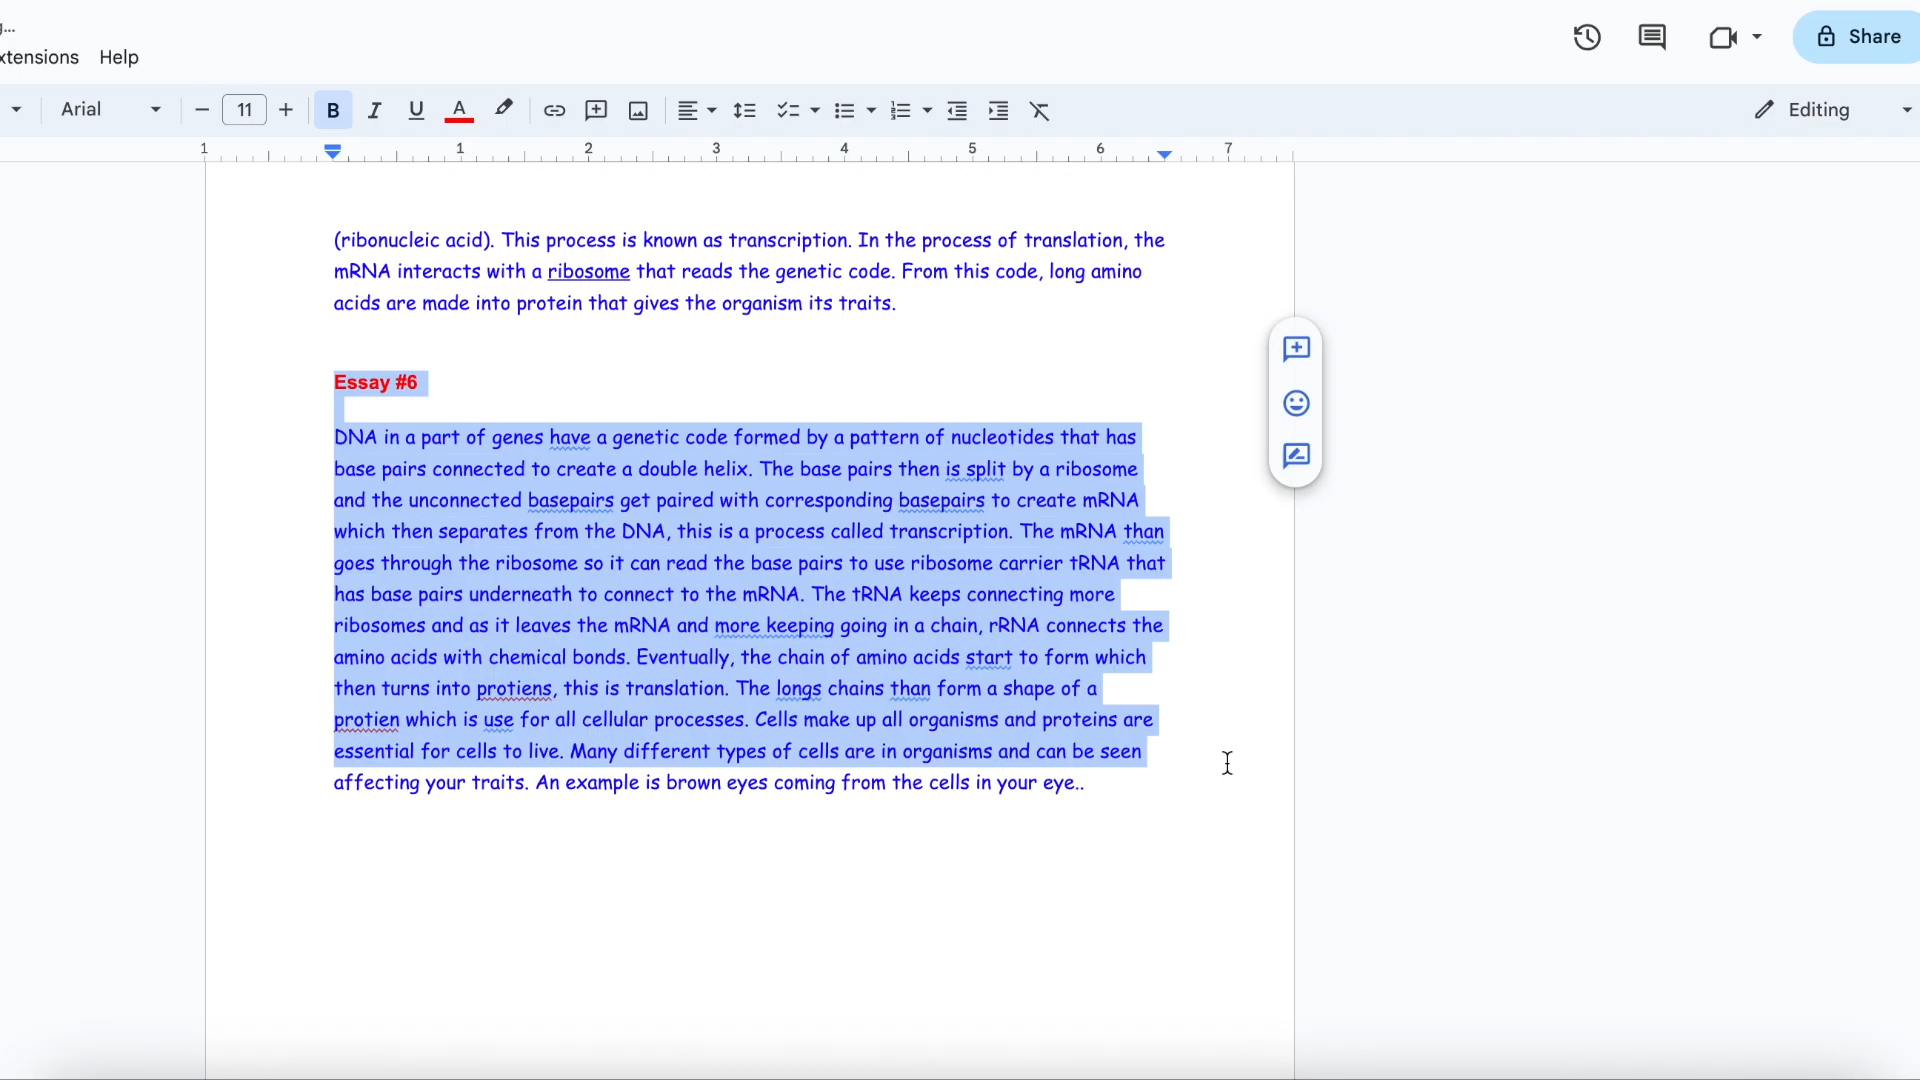 g...
xtensions Help
Share
Arial 11 B I U A Editing
1 1 2 3 4 5 6 7
(ribonucleic acid). This process is known as transcription. In the process of translation, the
mRNA interacts with a ribosome that reads the genetic code. From this code, long amino
acids are made into protein that gives the organism its traits.
Essay #6
DNA in a part of genes have a genetic code formed by a pattern of nucleotides that has
base pairs connected to create a double helix. The base pairs then is split by a ribosome
and the unconnected basepairs get paired with corresponding basepairs to create mRNA
which then separates from the DNA, this is a process called transcription. The mRNA than
goes through the ribosome so it can read the base pairs to use ribosome carrier tRNA that
has base pairs underneath to connect to the mRNA. The tRNA keeps connecting more
ribosomes and as it leaves the mRNA and more keeping going in a chain, rRNA connects the
amino acids with chemical bonds. Eventually, the chain of amino acids start to form which
then turns into protiens, this is translation. The longs chains than form a shape of a
protien which is use for all cellular processes. Cells make up all organisms and proteins are
essential for cells to live. Many different types of cells are in organisms and can be seen
affecting your traits. An example is brown eyes coming from the cells in your eye..